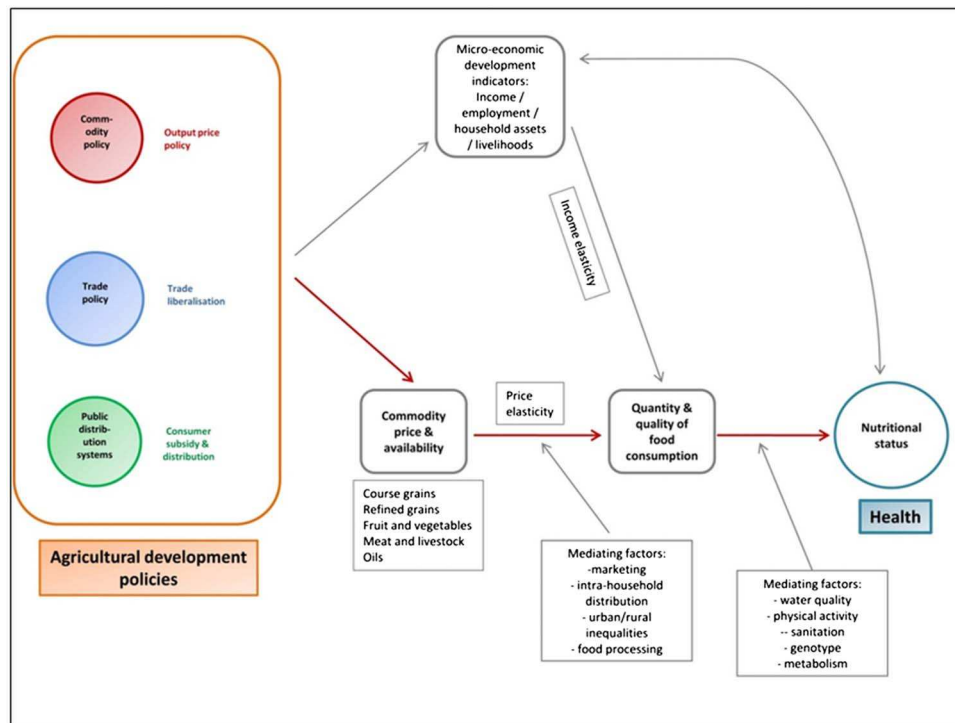 Comm-
odity
policy
Output price
policy
Trade
policy
Trade
liberalisation
Public
distrib-
ution
systems
Consumer
subsidy &
distribution
Agricultural development
policies
Micro-economic
development
indicators:
Income /
employment /
household assets
/ livelihoods
Income elasticity
Commodity
price &
availability
Course grains
Refined grains
Fruit and vegetables
Meat and livestock
Oils
Price
elasticity
Mediating factors:
-marketing
- intra-household
distribution
- urban/rural
inequalities
- food processing
Quantity &
quality of
food
consumption
Mediating factors:
- water quality
- physical activity
-- sanitation
- genotype
- metabolism
Nutritional
status
Health